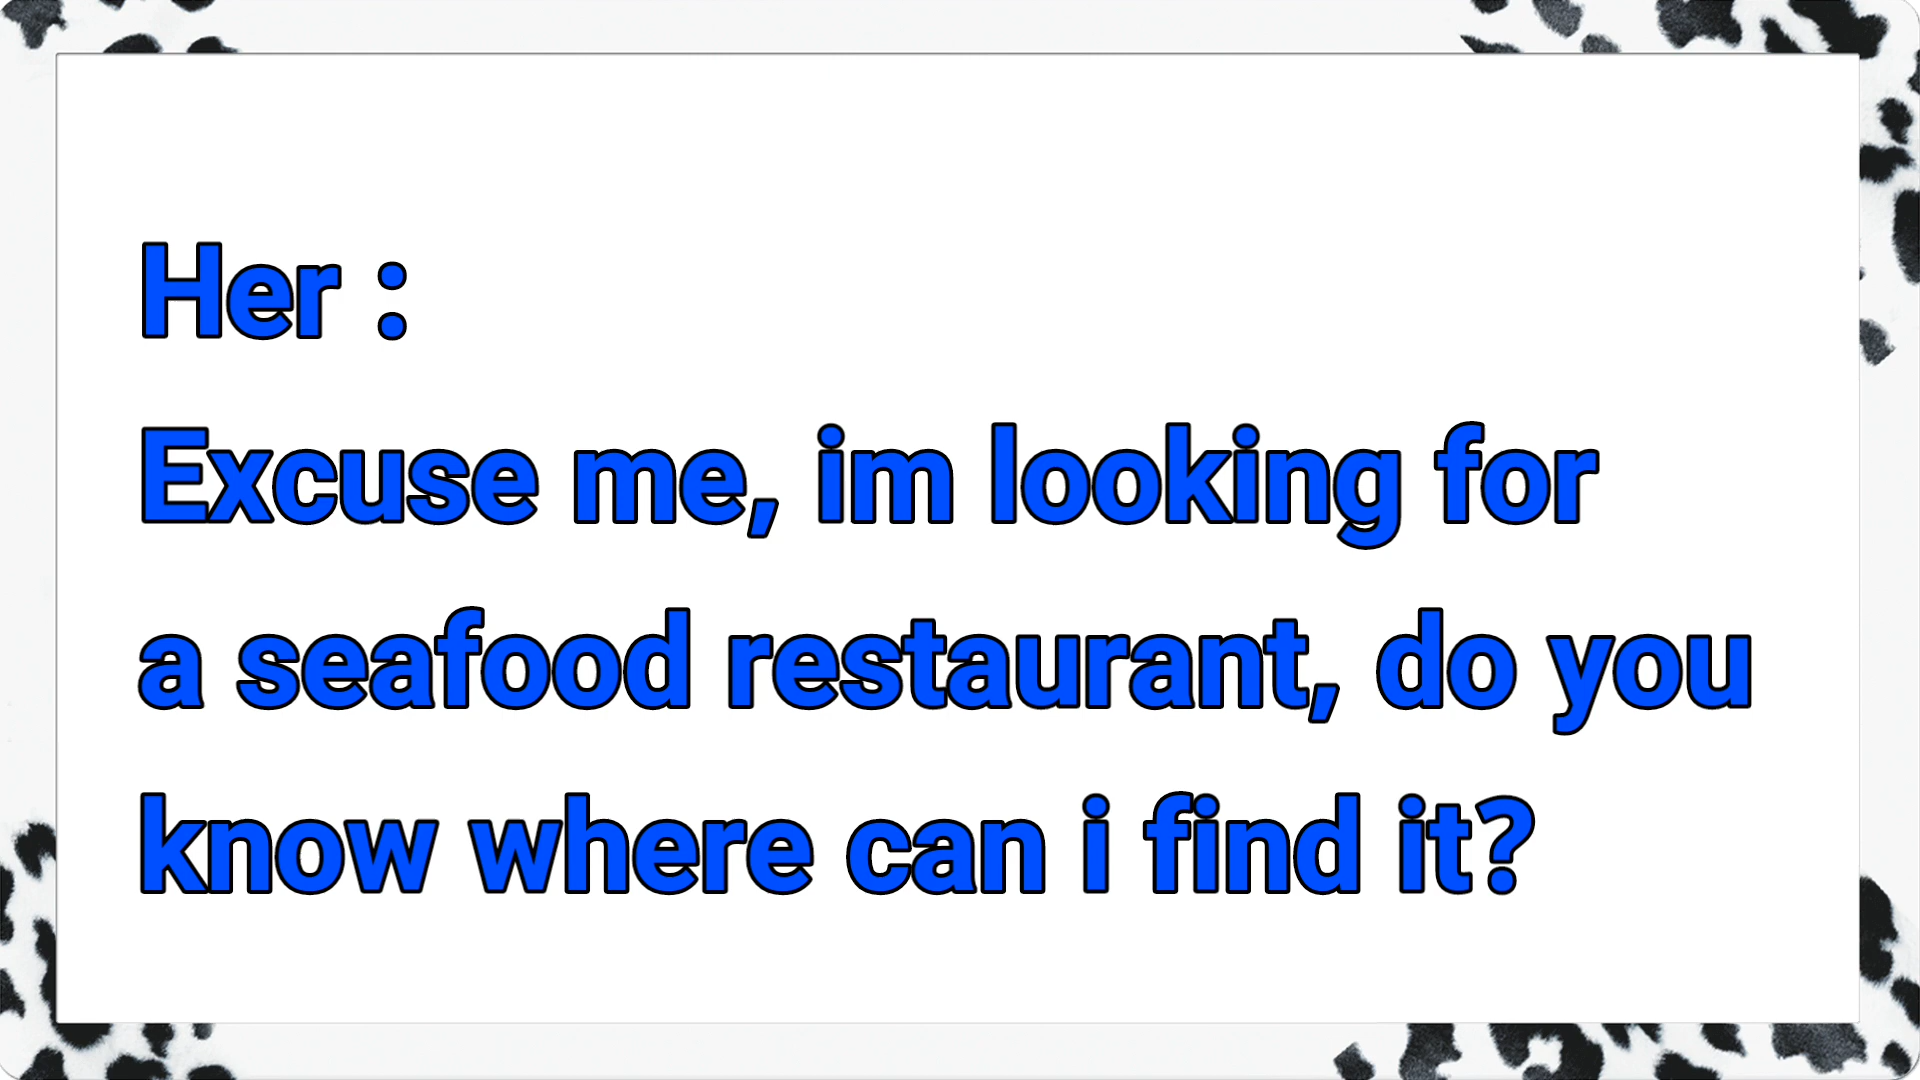 Her :
Excuse me, im looking for
a seafood restaurant, do you
know where can i find it?